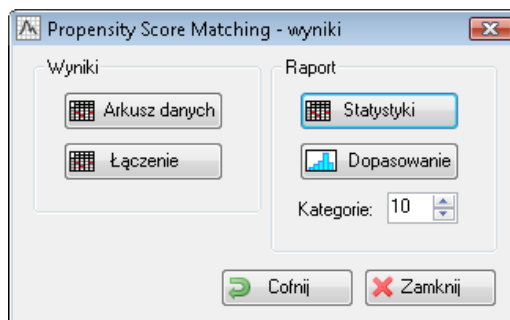 Propensity Score Matching - wyniki
Wyniki
Arkusz danych
Łączenie
Raport
Statystyki
Dopasowanie
Kategorie: 10
Cofnij
Zamknij